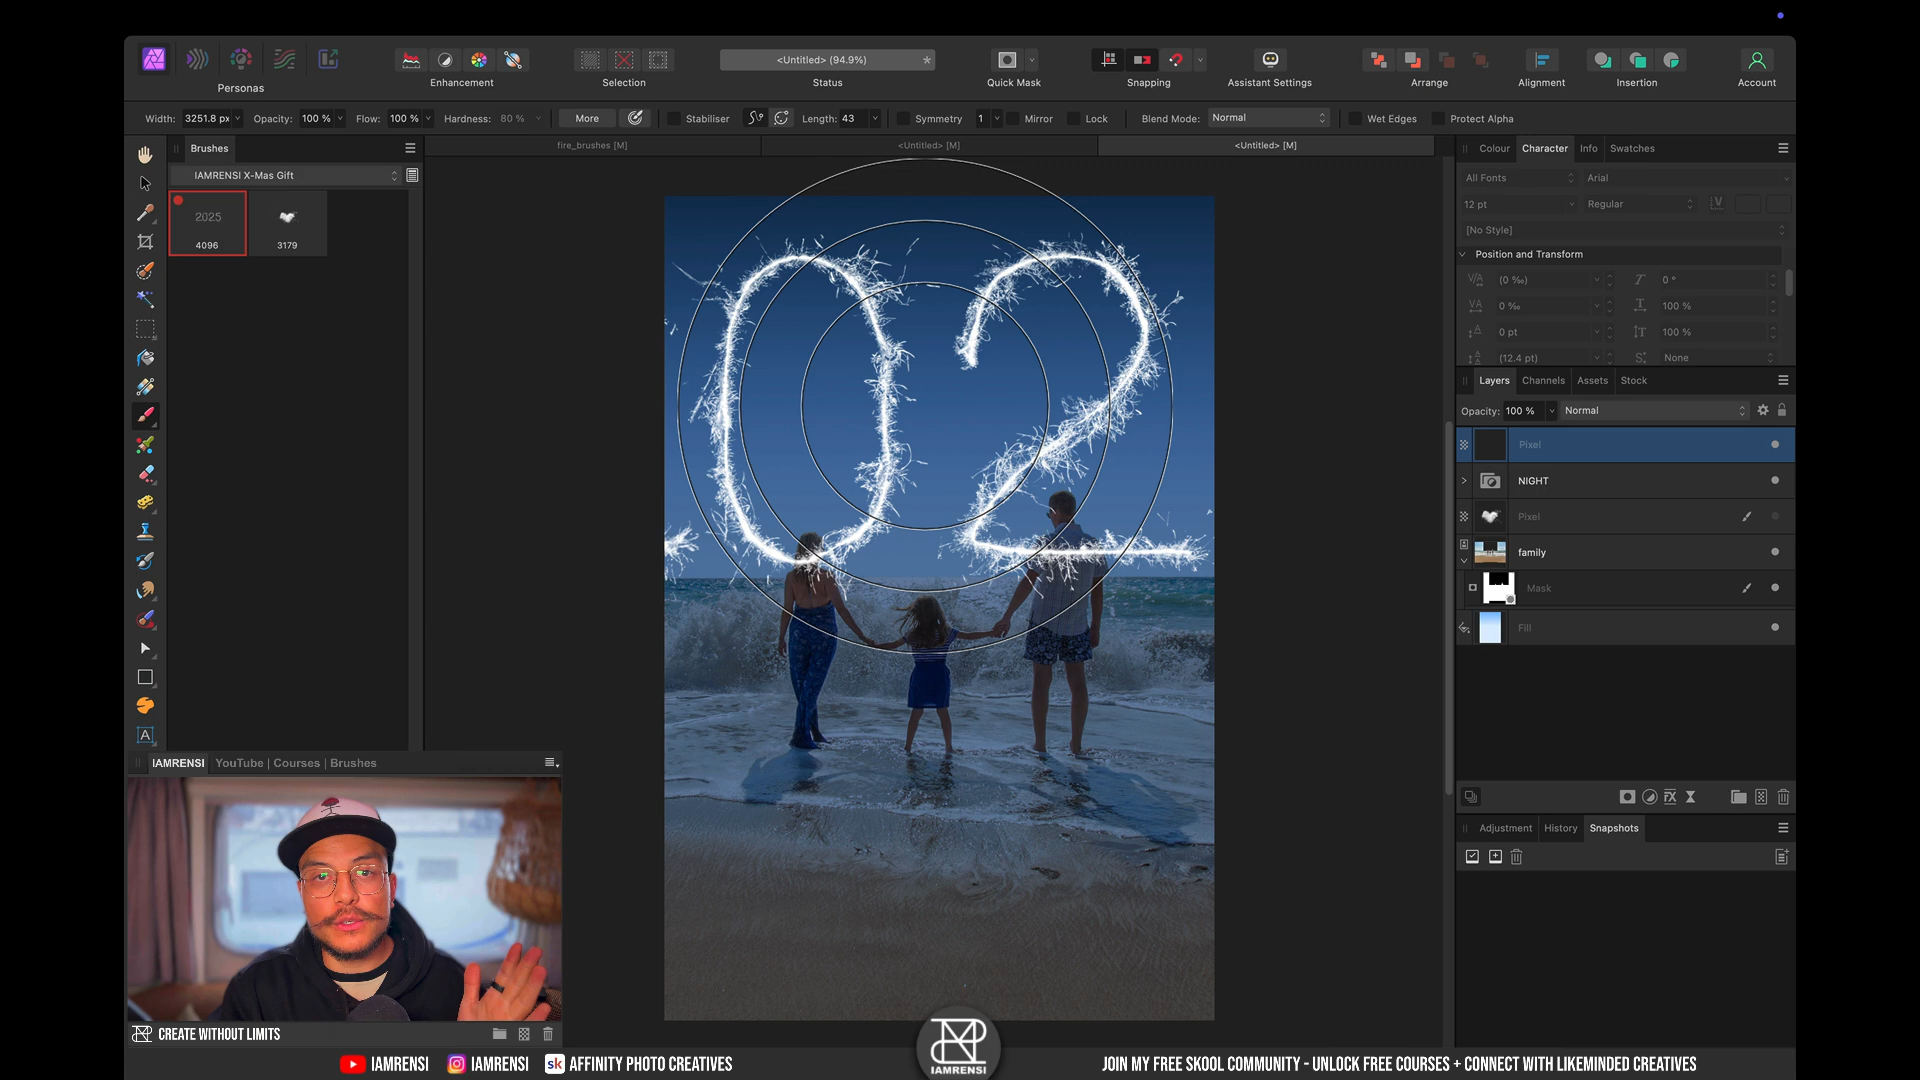 Personas
Enhancement
Selection
<Untitled> (94.9%)
*
Status
Quick Mask
Snapping
Assistant Settings
Arrange
Alignment
Insertion
Account
Width: 3251.8 px
Opacity: 100 %
Flow: 100 %
Hardness: 80 %
More
Stabiliser
Length: 43
Symmetry
1
Mirror
Lock
Blend Mode: Normal
Wet Edges
Protect Alpha
Brushes
IAMRENSI X-Mas Gift
2025
4096
3179
fire_brushes [M]
<Untitled> [M]
<Untitled> [M]
02
Colour
Character
Info
Swatches
All Fonts
Arial
12 pt
Regular
[No Style]
Position and Transform
(0 ‰)
0 °
0 ‰
100 %
0 pt
100 %
(12.4 pt)
None
Layers
Channels
Assets
Stock
Opacity: 100 %
Normal
Pixel
NIGHT
Pixel
family
Mask
Fill
Adjustment
History
Snapshots
IAMRENSI
YouTube | Courses | Brushes
CREATE WITHOUT LIMITS
IAMRENSI
IAMRENSI
sk AFFINITY PHOTO CREATIVES
IAMRENSI
JOIN MY FREE SKOOL COMMUNITY - UNLOCK FREE COURSES + CONNECT WITH LIKEMINDED CREATIVES